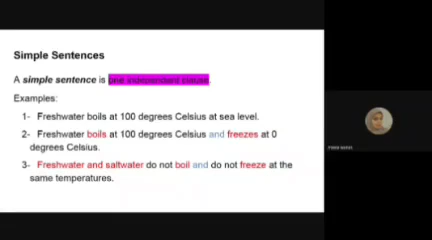 Simple Sentences
A simple sentence is one independent clause
Examples:
1- Freshwater boils at 100 degrees Celsius at sea level.
2- Freshwater boils at 100 degrees Celsius and freezes at 0
degrees Celsius.
3- Freshwater and saltwater do not boil and do not freeze at the
same temperatures.